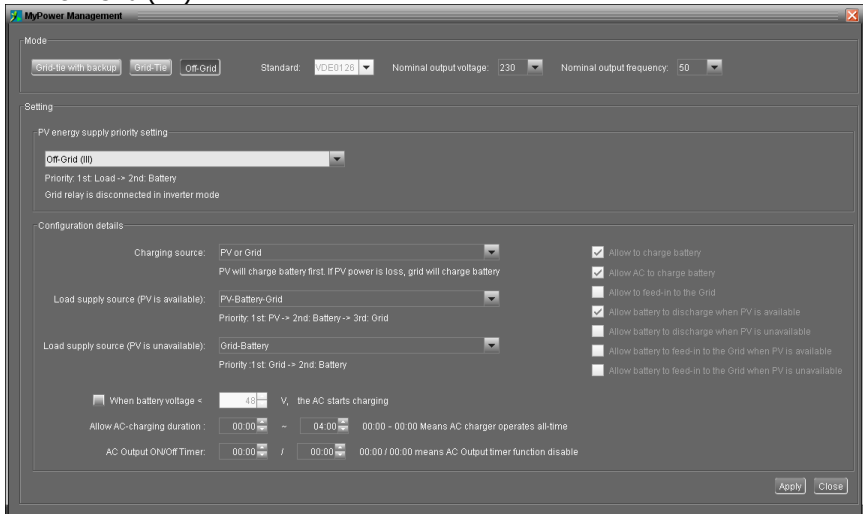 MyPower Management
Mode
Grid-tie with backup Grid-Tie Off-Grid Standard: VDE0126 Nominal output voltage: 230 Nominal output frequency: 50
Setting
PV energy supply priority setting
Off-Grid (III)
Priority: 1st: Load -> 2nd: Battery
Grid relay is disconnected in inverter mode
Configuration details
Charging source: PV or Grid
PV will charge battery first. If PV power is loss, grid will charge battery
Load supply source (PV is available): PV-Battery-Grid
Priority: 1st: PV -> 2nd: Battery -> 3rd: Grid
Load supply source (PV is unavailable): Grid-Battery
Priority :1st: Grid -> 2nd: Battery
Allow to charge battery
Allow AC to charge battery
Allow to feed-in to the Grid
Allow battery to discharge when PV is available
Allow battery to discharge when PV is unavailable
Allow battery to feed-in to the Grid when PV is available
Allow battery to feed-in to the Grid when PV is unavailable
When battery voltage < 48 V, the AC starts charging
Allow AC-charging duration : 00:00 – 04:00 00:00 – 00:00 Means AC charger operates all-time
AC Output ON/Off Timer: 00:00 / 00:00 00:00 / 00:00 means AC Output timer function disable
Apply Close